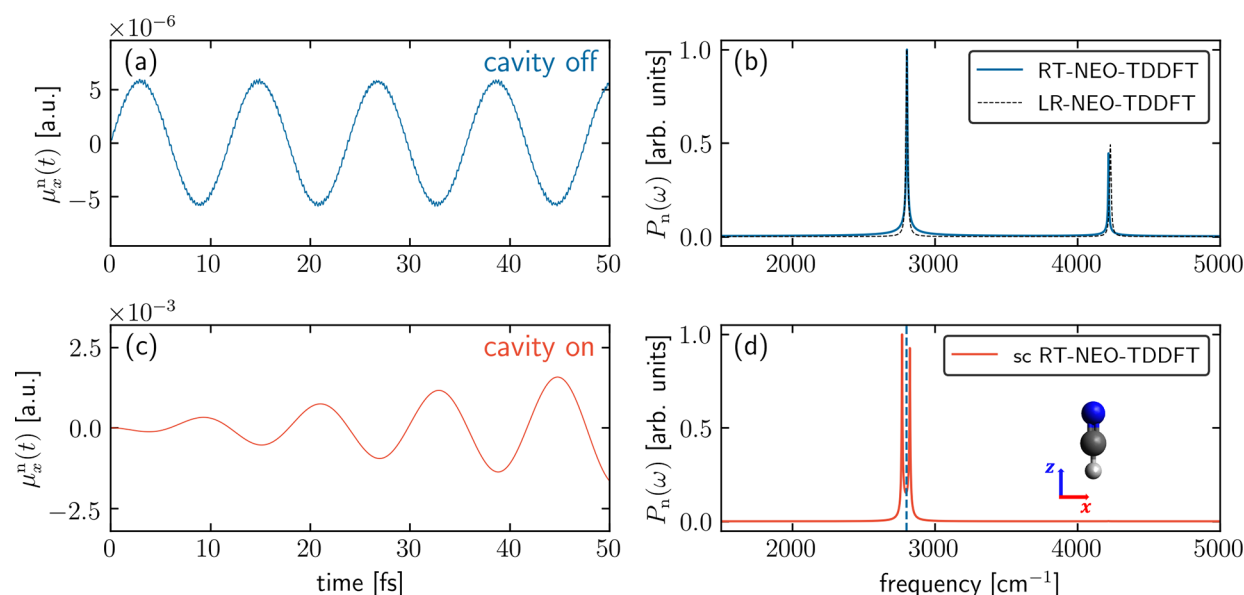 ×10⁻⁶
(a)
cavity off
5
0
−5
μₓⁿ(t) [a.u.]
0 10 20 30 40 50
(b)
RT-NEO-TDDFT
LR-NEO-TDDFT
1.0
0.5
0.0
Pₙ(ω) [arb. units]
2000 3000 4000 5000
×10⁻³
(c)
cavity on
2.5
0.0
−2.5
μₓⁿ(t) [a.u.]
0 10 20 30 40 50
time [fs]
(d)
sc RT-NEO-TDDFT
1.0
0.5
0.0
Pₙ(ω) [arb. units]
z
x
2000 3000 4000 5000
frequency [cm⁻¹]